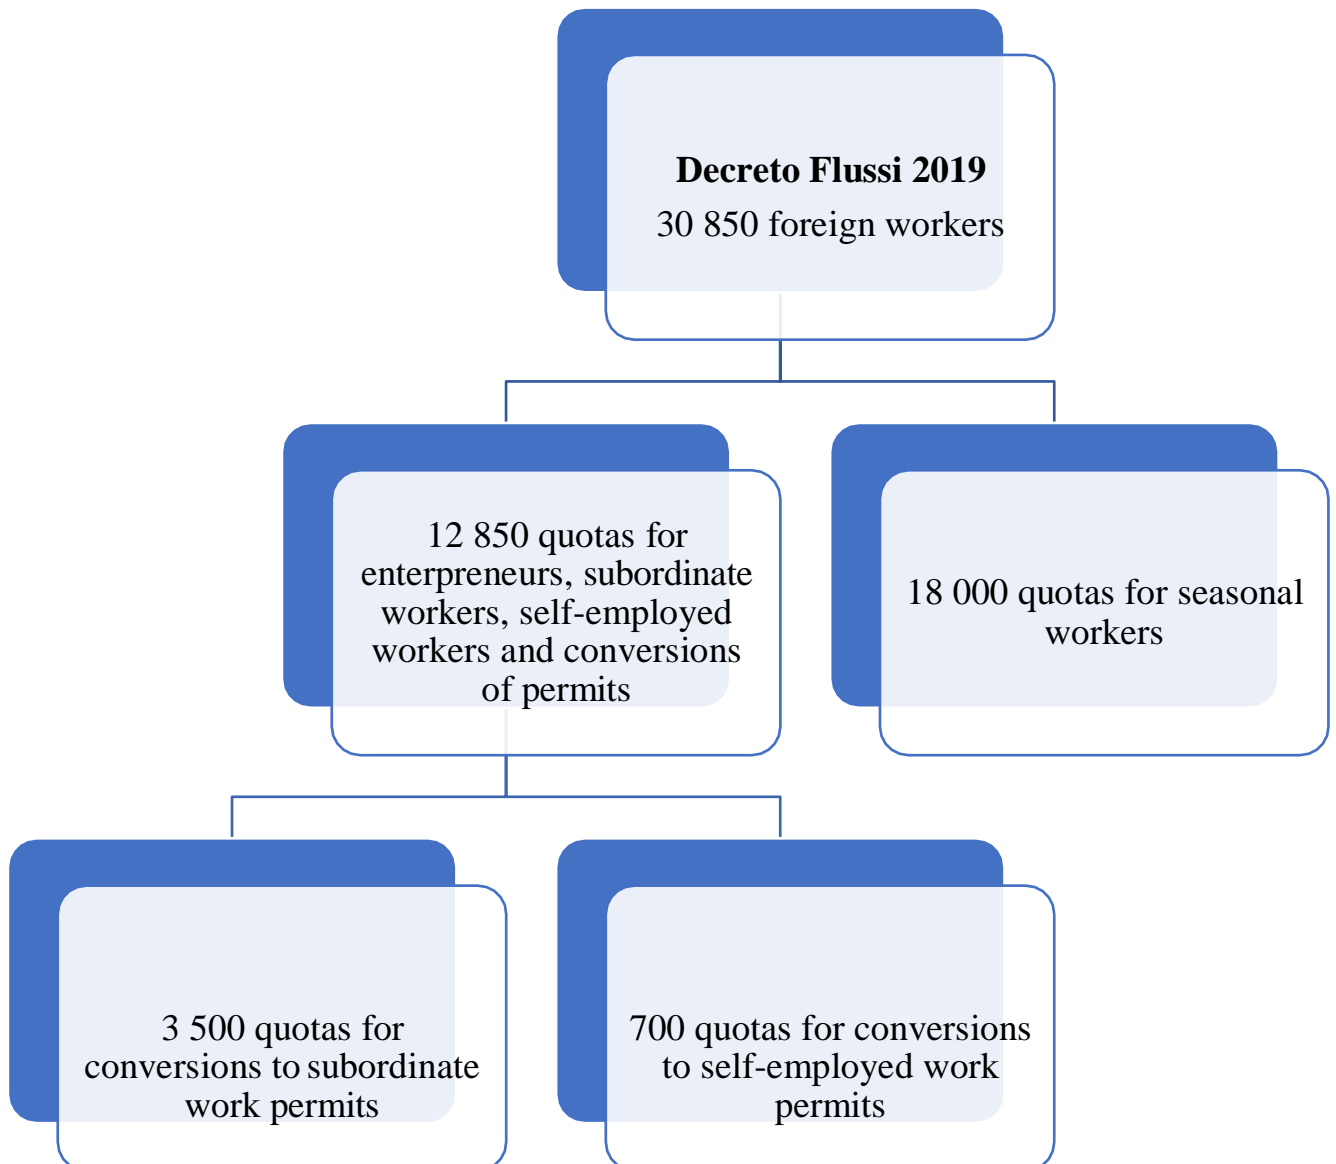 Decreto Flussi 2019
30 850 foreign workers
12 850 quotas for
enterpreneurs, subordinate
workers, self-employed
workers and conversions
of permits
18 000 quotas for seasonal
workers
3 500 quotas for
conversions to subordinate
work permits
700 quotas for conversions
to self-employed work
permits